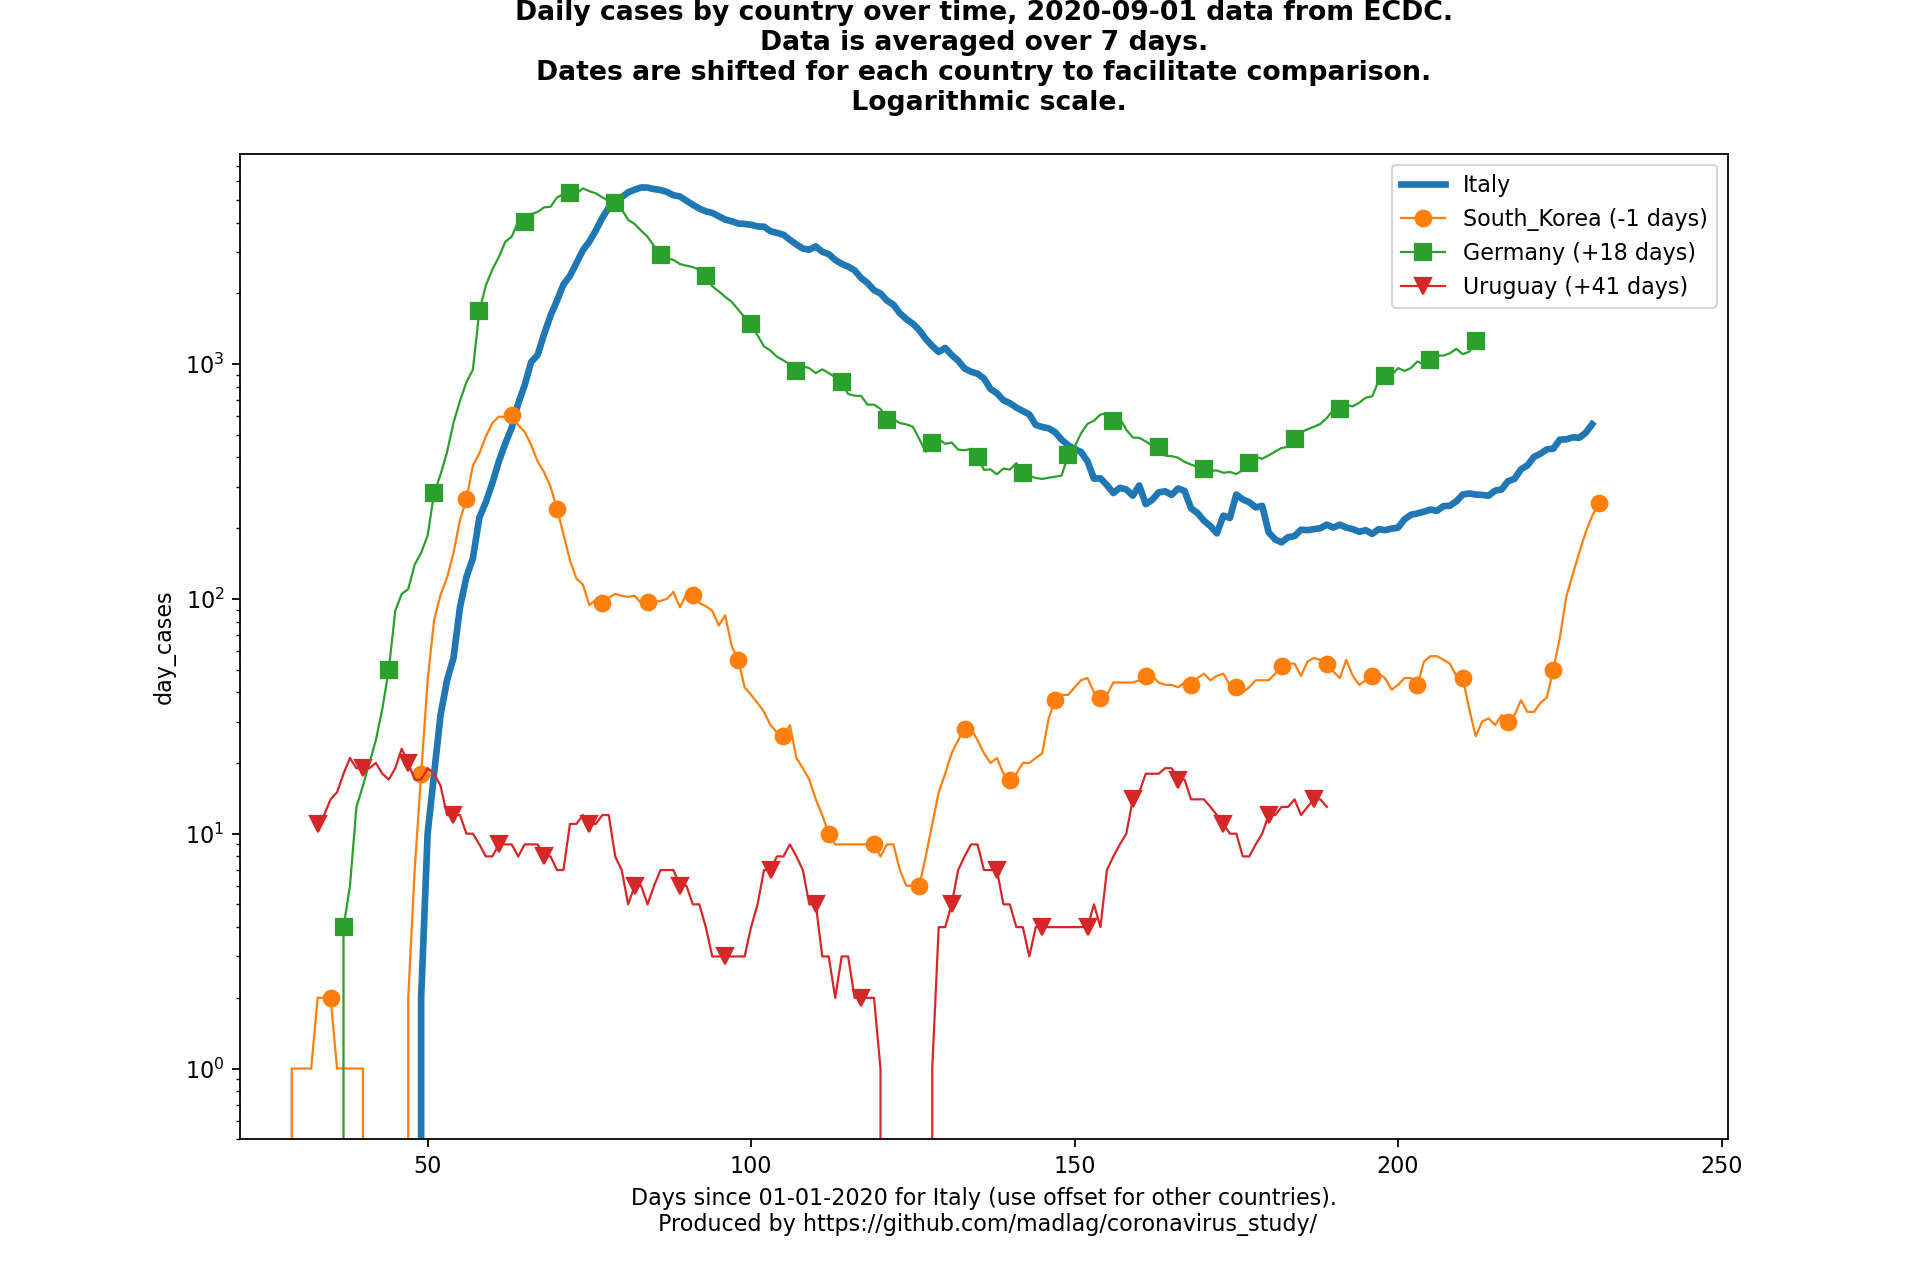 Daily cases by country over time, 2020-09-01 data from ECDC.
Data is averaged over 7 days.
Dates are shifted for each country to facilitate comparison.
Logarithmic scale.
Italy
South_Korea (-1 days)
Germany (+18 days)
Uruguay (+41 days)
10³
10²
10¹
10⁰
day_cases
50 100 150 200 250
Days since 01-01-2020 for Italy (use offset for other countries).
Produced by https://github.com/madlag/coronavirus_study/